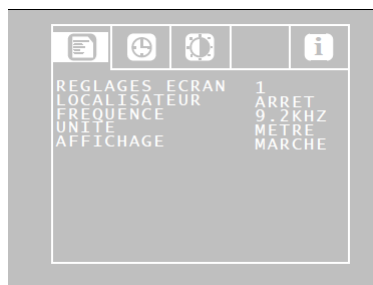 i
REGLAGES ECRAN 1
LOCALISATEUR ARRET
FREQUENCE 9.2KHZ
UNITE METRE
AFFICHAGE MARCHE